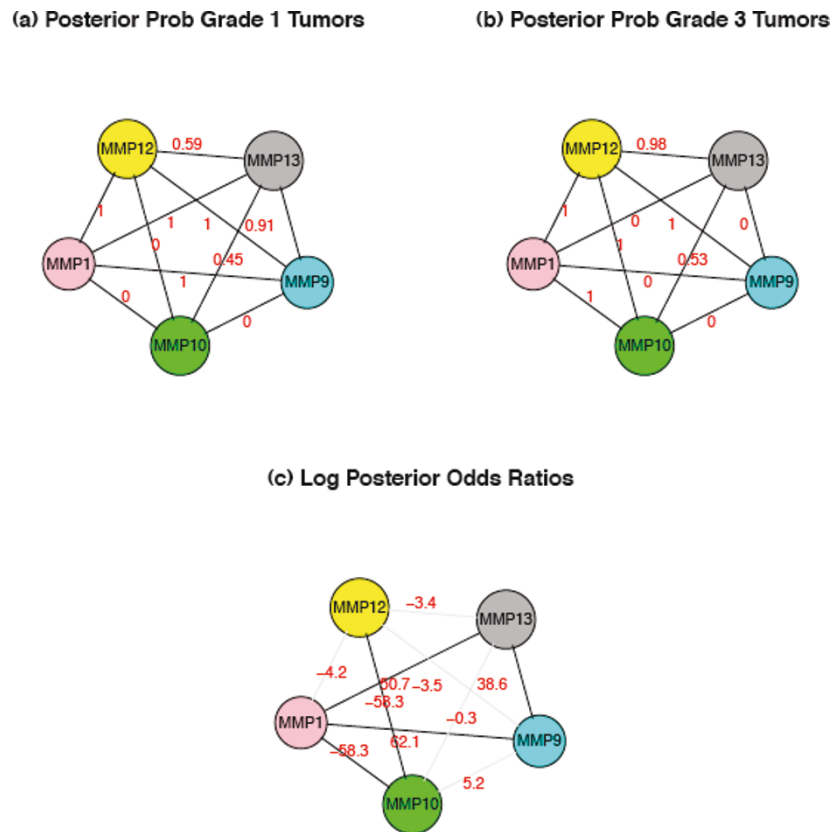 (a) Posterior Prob Grade 1 Tumors
(b) Posterior Prob Grade 3 Tumors
MMP12
0.59
MMP13
1
1
1
0.91
0
0.45
MMP1
1
MMP9
0
0
MMP10
MMP12
0.98
MMP13
1
0
1
0
1
0.53
MMP1
0
MMP9
1
0
MMP10
(c) Log Posterior Odds Ratios
MMP12
−3.4
MMP13
−4.2
50.7
−3.5
38.6
−58.3
−0.3
MMP1
62.1
MMP9
−58.3
5.2
MMP10